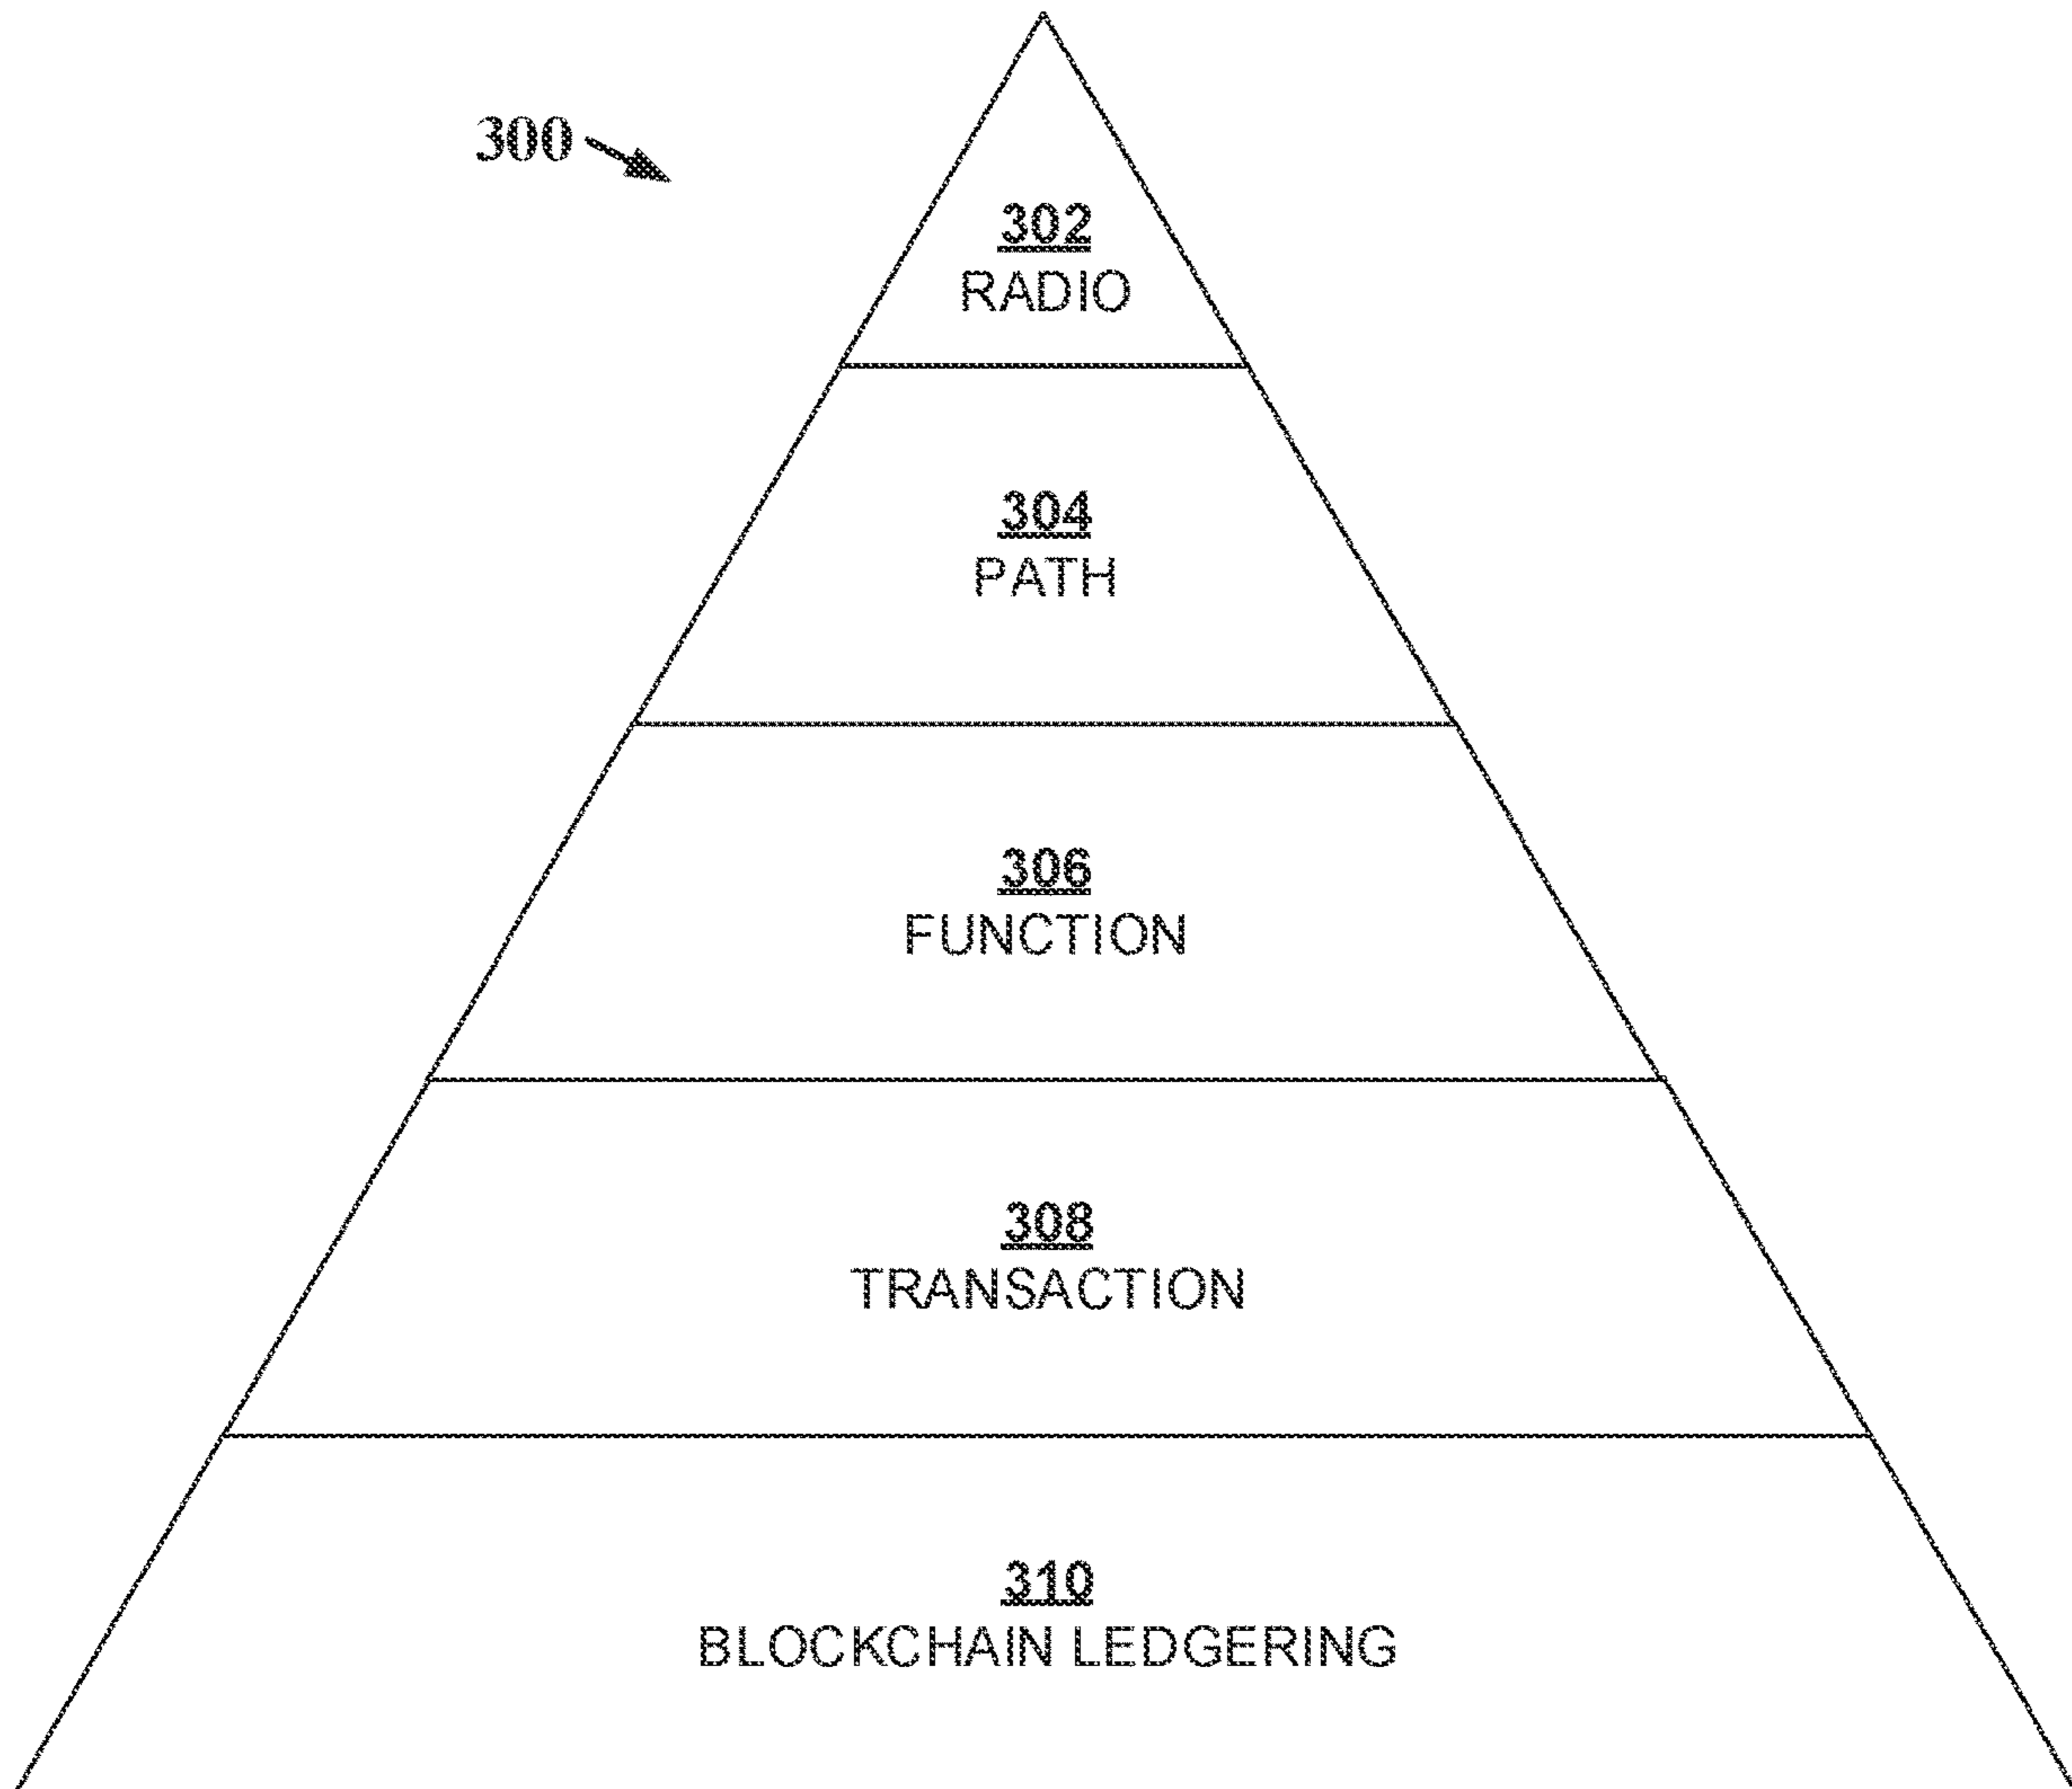 300
302
RADIO
304
PATH
306
FUNCTION
308
TRANSACTION
310
BLOCKCHAIN LEDGERING